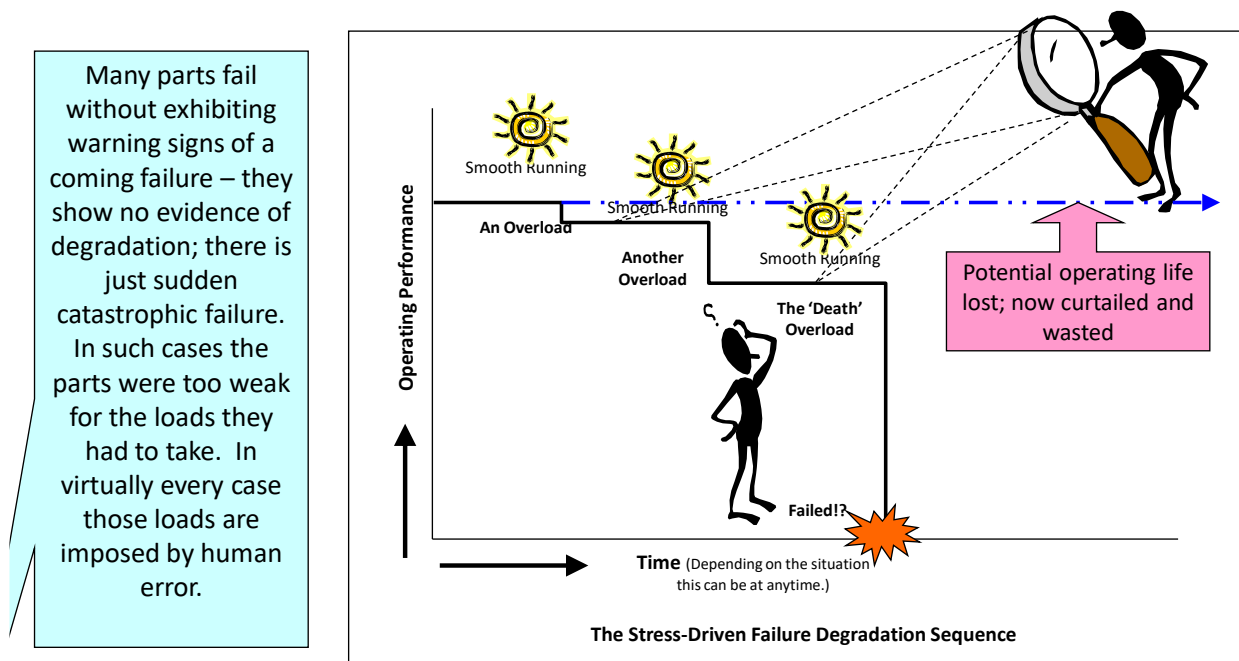 Many parts fail
without exhibiting
warning signs of a
coming failure – they
show no evidence of
degradation; there is
just sudden
catastrophic failure.
In such cases the
parts were too weak
for the loads they
had to take.  In
virtually every case
those loads are
imposed by human
error.
Operating Performance
Smooth Running
Smooth Running
Smooth Running
An Overload
Another
Overload
The ‘Death’
Overload
Failed!?
Potential operating life
lost; now curtailed and
wasted
Time (Depending on the situation
this can be at anytime.)
The Stress-Driven Failure Degradation Sequence